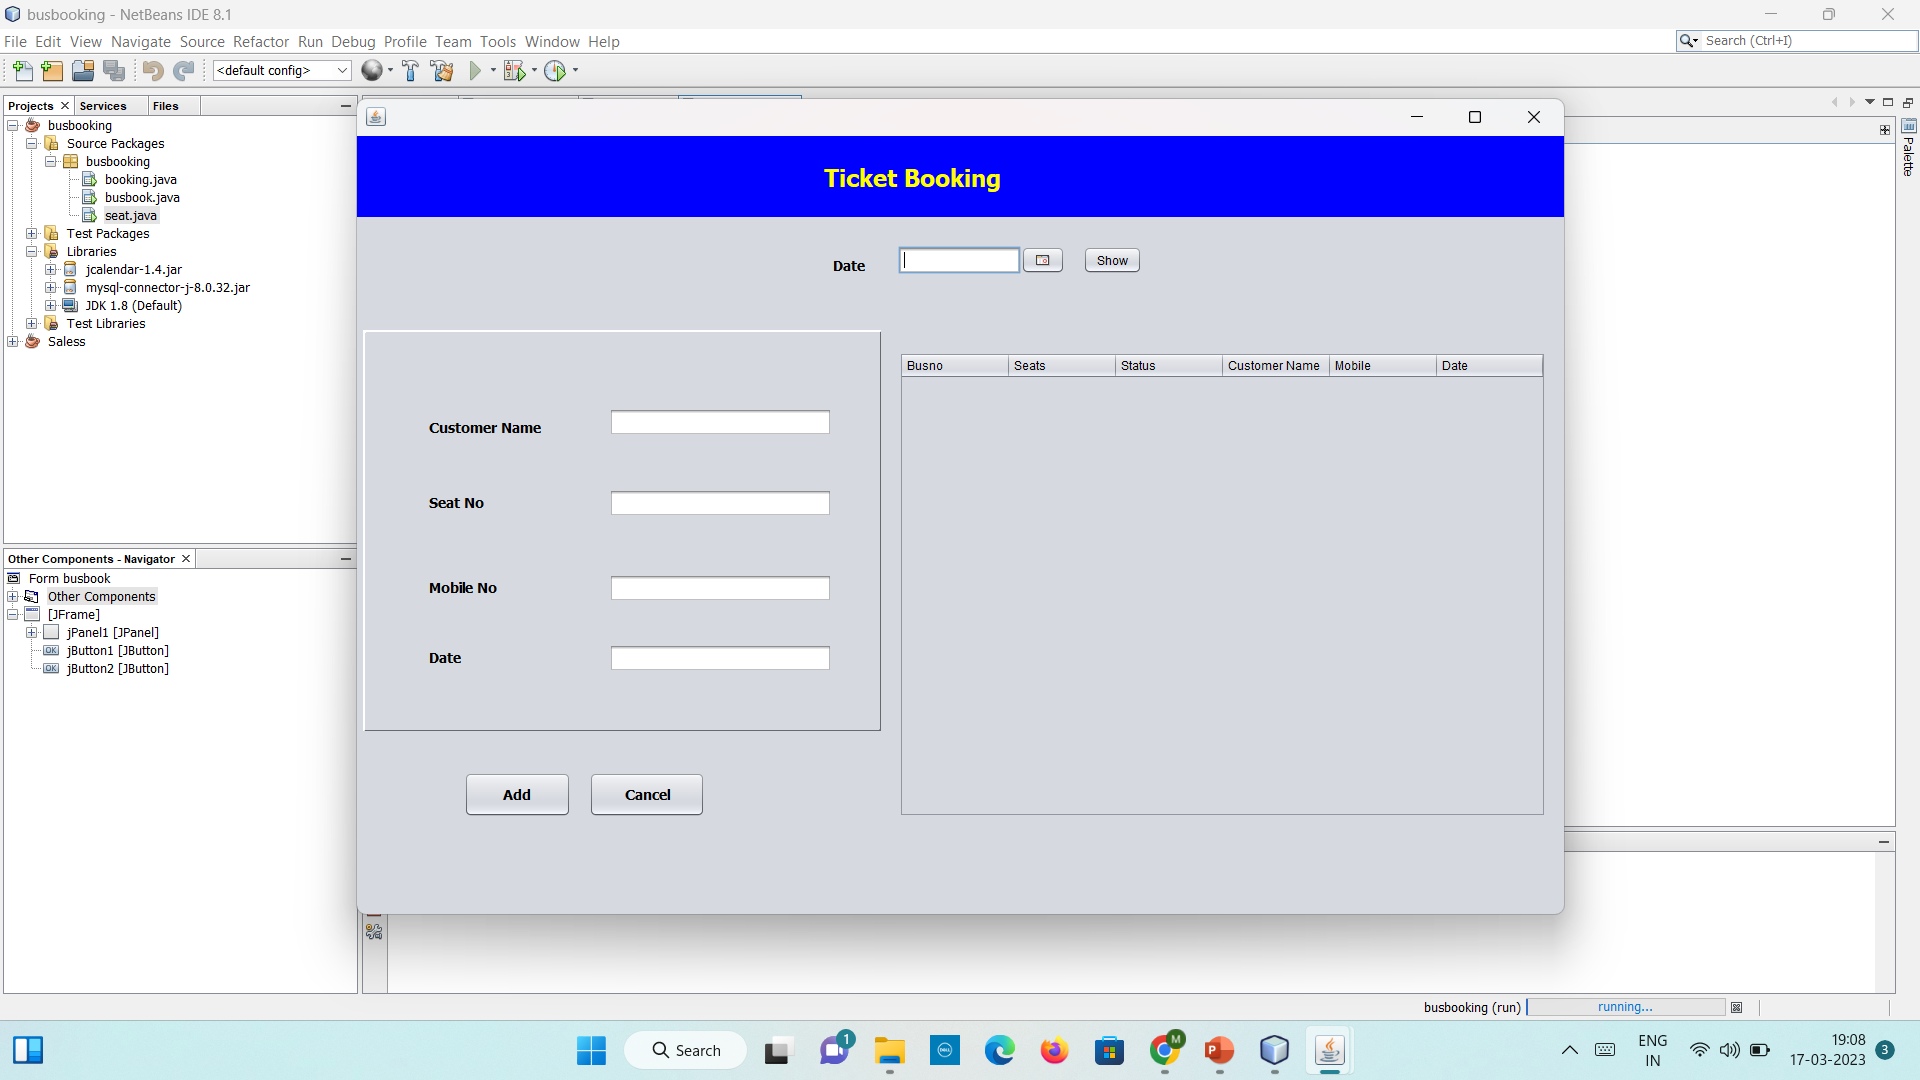 busbooking - NetBeans IDE 8.1
File Edit View Navigate Source Refactor Run Debug Profile Team Tools Window Help
Search (Ctrl+I)
<default config>
Projects
Services
Files
busbooking
Source Packages
busbooking
booking.java
busbook.java
seat.java
Test Packages
Libraries
jcalendar-1.4.jar
mysql-connector-j-8.0.32.jar
JDK 1.8 (Default)
Test Libraries
Saless
Other Components - Navigator
Form busbook
Other Components
[JFrame]
jPanel1 [JPanel]
jButton1 [JButton]
jButton2 [JButton]
Ticket Booking
Date
Show
Customer Name
Seat No
Mobile No
Date
Add
Cancel
Busno Seats Status Customer Name Mobile Date
Palette
busbooking (run)
running...
Search
1
M
ENG
IN
19:08
17-03-2023
3